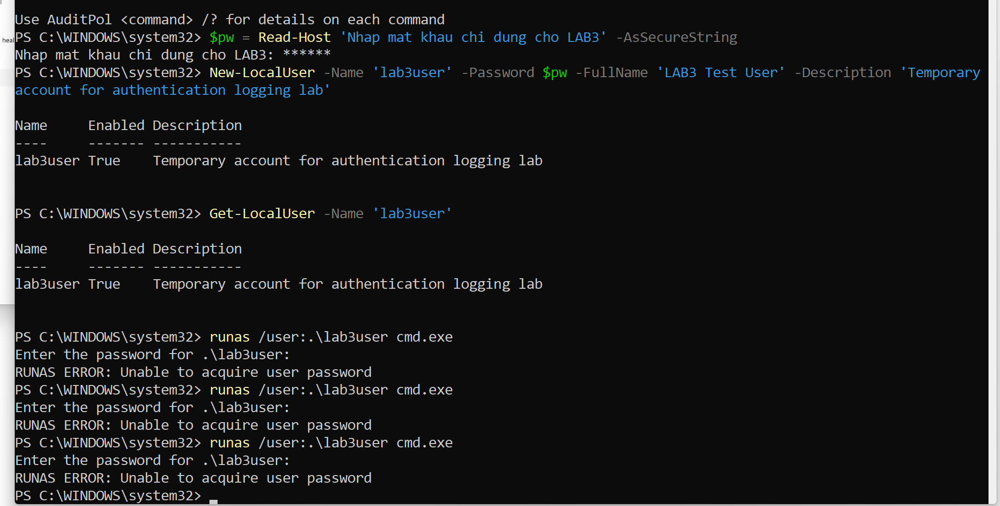 Use AuditPol <command> /? for details on each command
heal
PS C:\WINDOWS\system32> $pw = Read-Host 'Nhap mat khau chi dung cho LAB3' -AsSecureString
Nhap mat khau chi dung cho LAB3: ******
PS C:\WINDOWS\system32> New-LocalUser -Name 'lab3user' -Password $pw -FullName 'LAB3 Test User' -Description 'Temporary
account for authentication logging lab'
Name     Enabled Description
----     ------- -----------
lab3user True    Temporary account for authentication logging lab
PS C:\WINDOWS\system32> Get-LocalUser -Name 'lab3user'
Name     Enabled Description
----     ------- -----------
lab3user True    Temporary account for authentication logging lab
PS C:\WINDOWS\system32> runas /user:.\lab3user cmd.exe
Enter the password for .\lab3user:
RUNAS ERROR: Unable to acquire user password
PS C:\WINDOWS\system32> runas /user:.\lab3user cmd.exe
Enter the password for .\lab3user:
RUNAS ERROR: Unable to acquire user password
PS C:\WINDOWS\system32> runas /user:.\lab3user cmd.exe
Enter the password for .\lab3user:
RUNAS ERROR: Unable to acquire user password
PS C:\WINDOWS\system32>